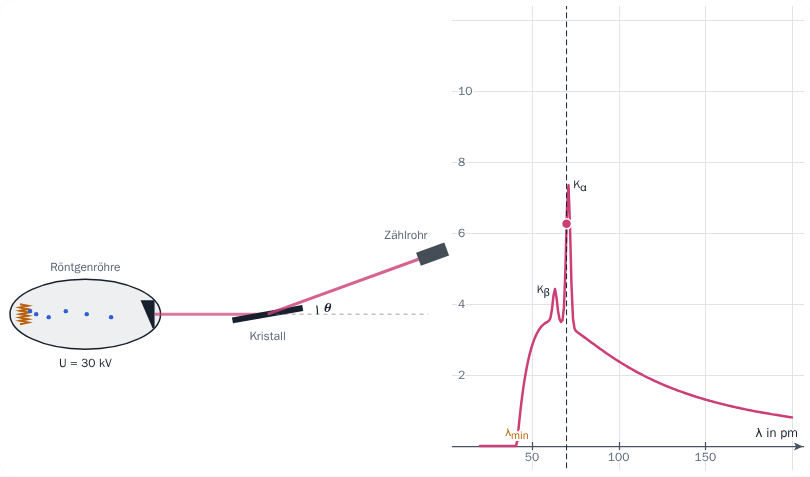 Röntgenröhre
U = 30 kV
Kristall
θ
Zählrohr
10
8
6
4
2
Kα
Kβ
λmin
λ in pm
50
100
150